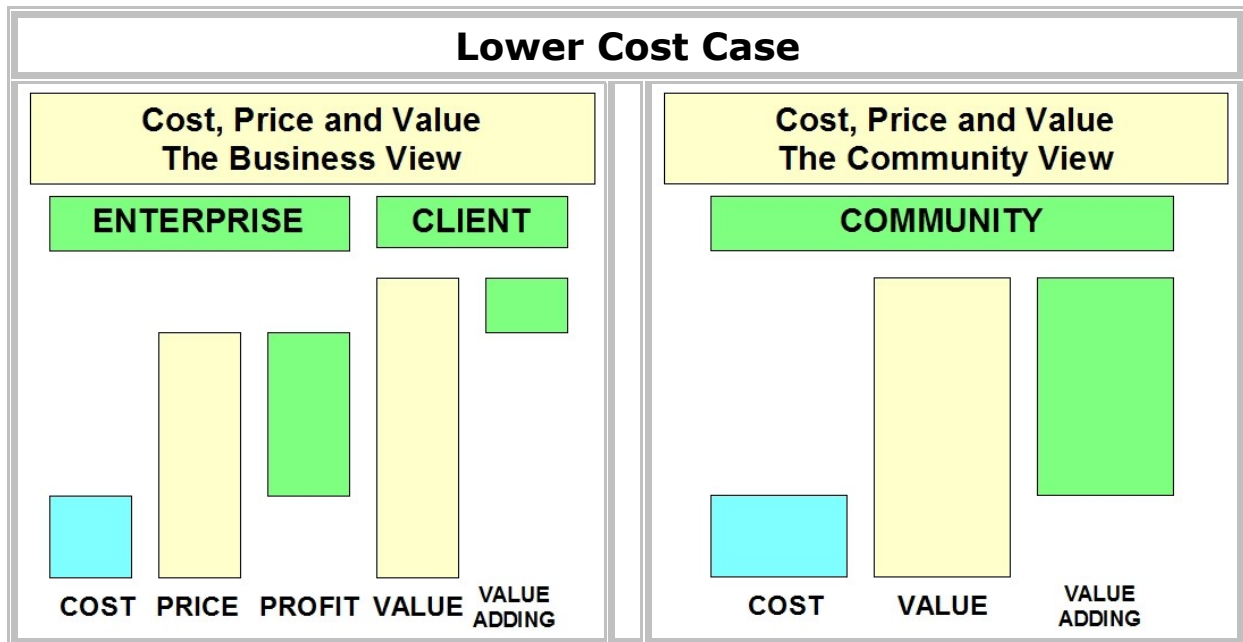 Lower Cost Case
Cost, Price and Value
The Business View
ENTERPRISE
CLIENT
COST
PRICE
PROFIT
VALUE
VALUE
ADDING
Cost, Price and Value
The Community View
COMMUNITY
COST
VALUE
VALUE
ADDING